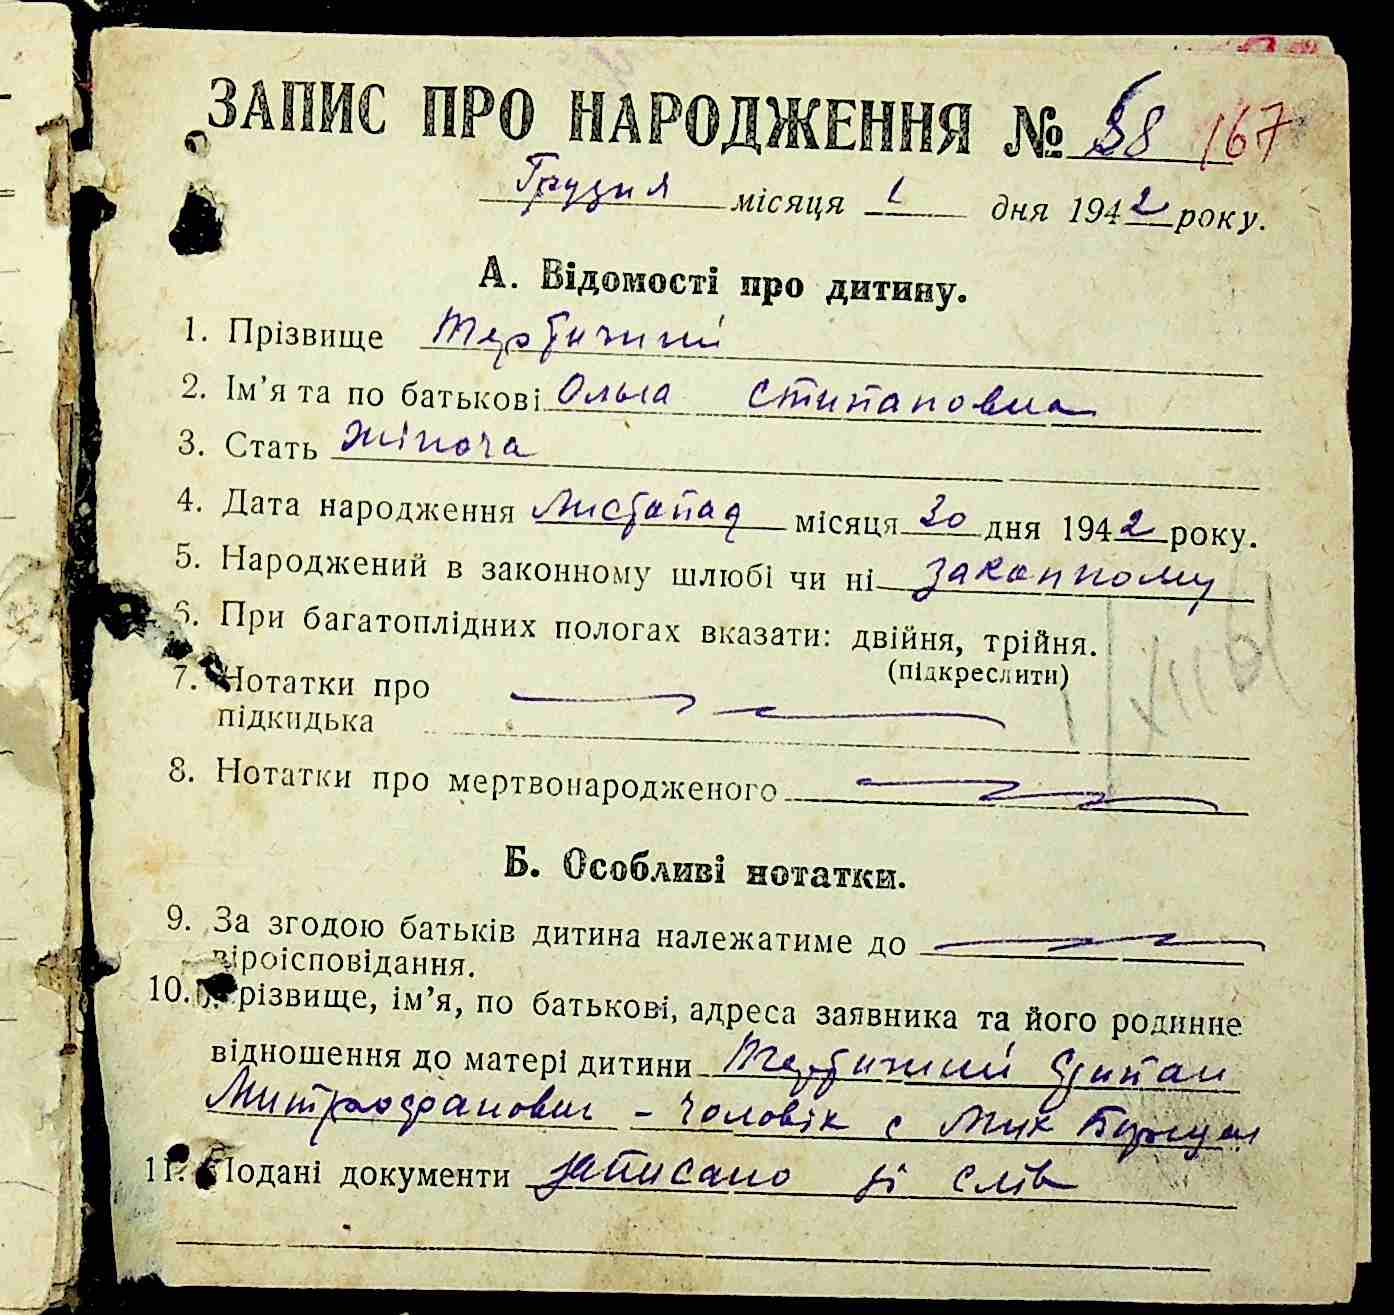 ЗАПИС ПРО НАРОДЖЕННЯ № 58 167
Грудня місяця 1 дня 1942 року.
А. Відомості про дитину.
1. Прізвище
2. Ім’я та по батькові Ольга Стипановна
3. Стать Жіноча
4. Дата народження листопад місяця 30 дня 1942 року.
5. Народжений в законному шлюбі чи ні законному
6. При багатоплідних пологах вказати: двійня, трійня.
(підкреслити)
7. Нотатки про
підкидька
8. Нотатки про мертвонародженого
Б. Особливі нотатки.
9. За згодою батьків дитина належатиме до
віроісповідання.
10. Прізвище, ім’я, по батькові, адреса заявника та його родинне
відношення до матері дитини Стипан
Митрофанович - чоловік с Мих
11. Подані документи записано зі слів